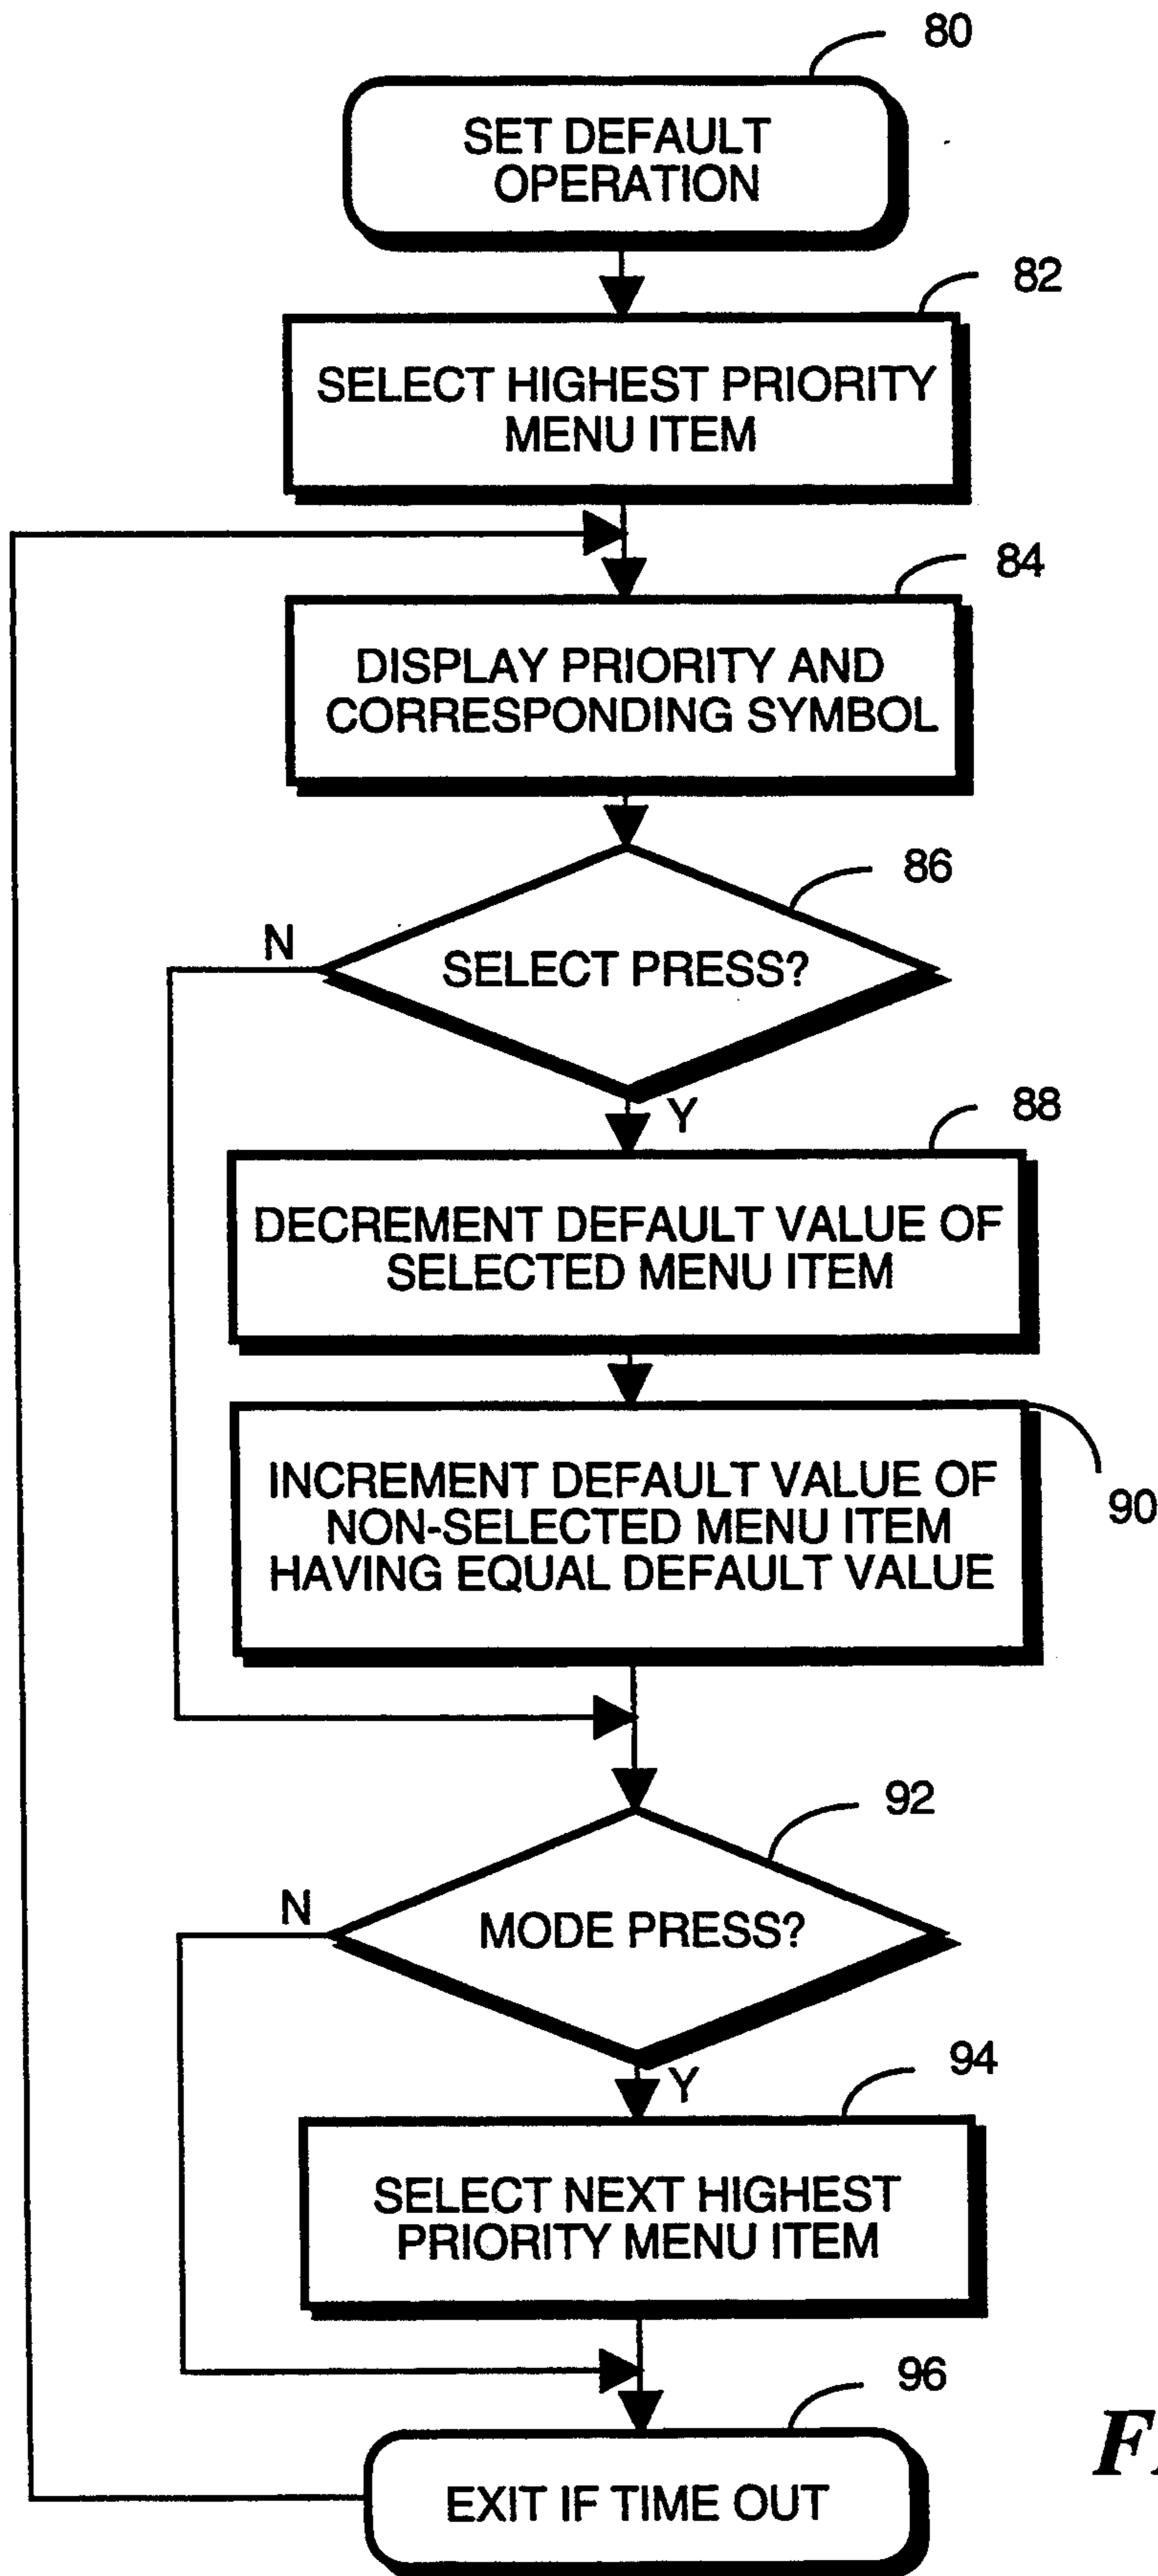 80
SET DEFAULT
OPERATION
82
SELECT HIGHEST PRIORITY
MENU ITEM
84
DISPLAY PRIORITY AND
CORRESPONDING SYMBOL
86
N
SELECT PRESS?
Y
88
DECREMENT DEFAULT VALUE OF
SELECTED MENU ITEM
INCREMENT DEFAULT VALUE OF
NON-SELECTED MENU ITEM
HAVING EQUAL DEFAULT VALUE
90
92
N
MODE PRESS?
Y
94
SELECT NEXT HIGHEST
PRIORITY MENU ITEM
96
EXIT IF TIME OUT